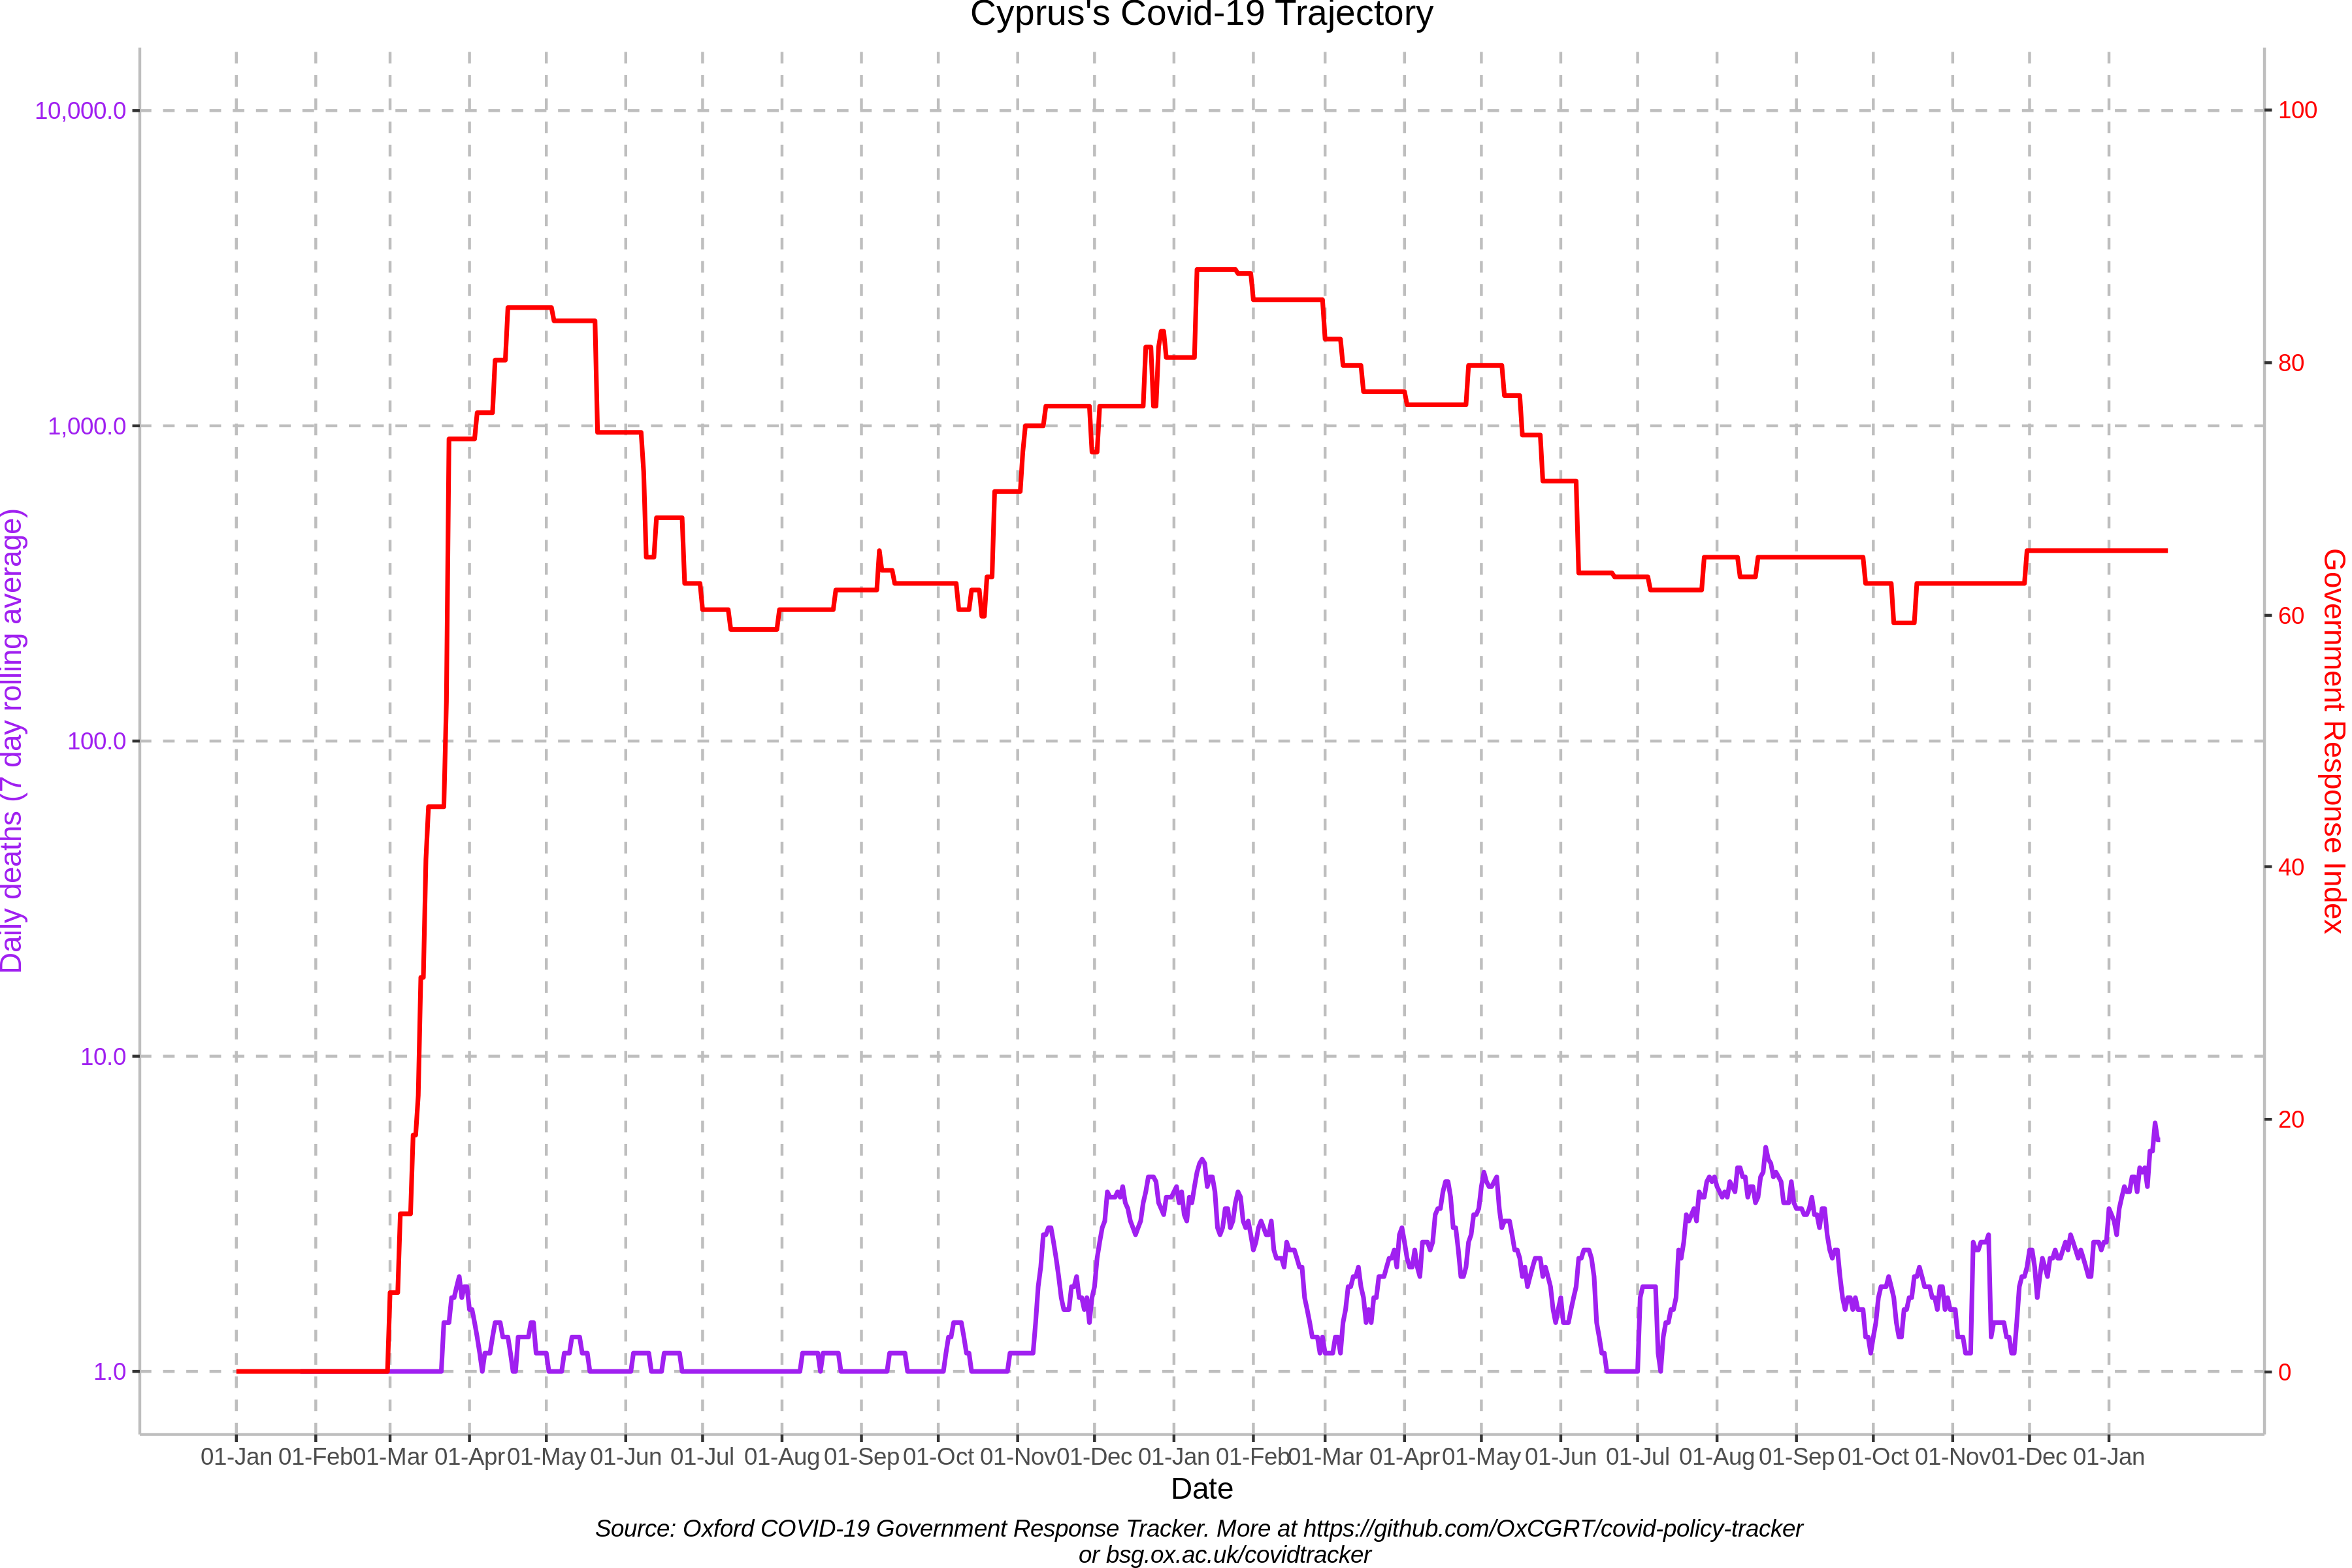 Cyprus's Covid-19 Trajectory
10,000.0
1,000.0
100.0
10.0
1.0
Daily deaths (7 day rolling average)
100
80
60
40
20
0
Government Response Index
01-Jan 01-Feb 01-Mar 01-Apr 01-May 01-Jun 01-Jul 01-Aug 01-Sep 01-Oct 01-Nov 01-Dec 01-Jan 01-Feb 01-Mar 01-Apr 01-May 01-Jun 01-Jul 01-Aug 01-Sep 01-Oct 01-Nov 01-Dec 01-Jan
Date
Source: Oxford COVID-19 Government Response Tracker. More at https://github.com/OxCGRT/covid-policy-tracker
or bsg.ox.ac.uk/covidtracker